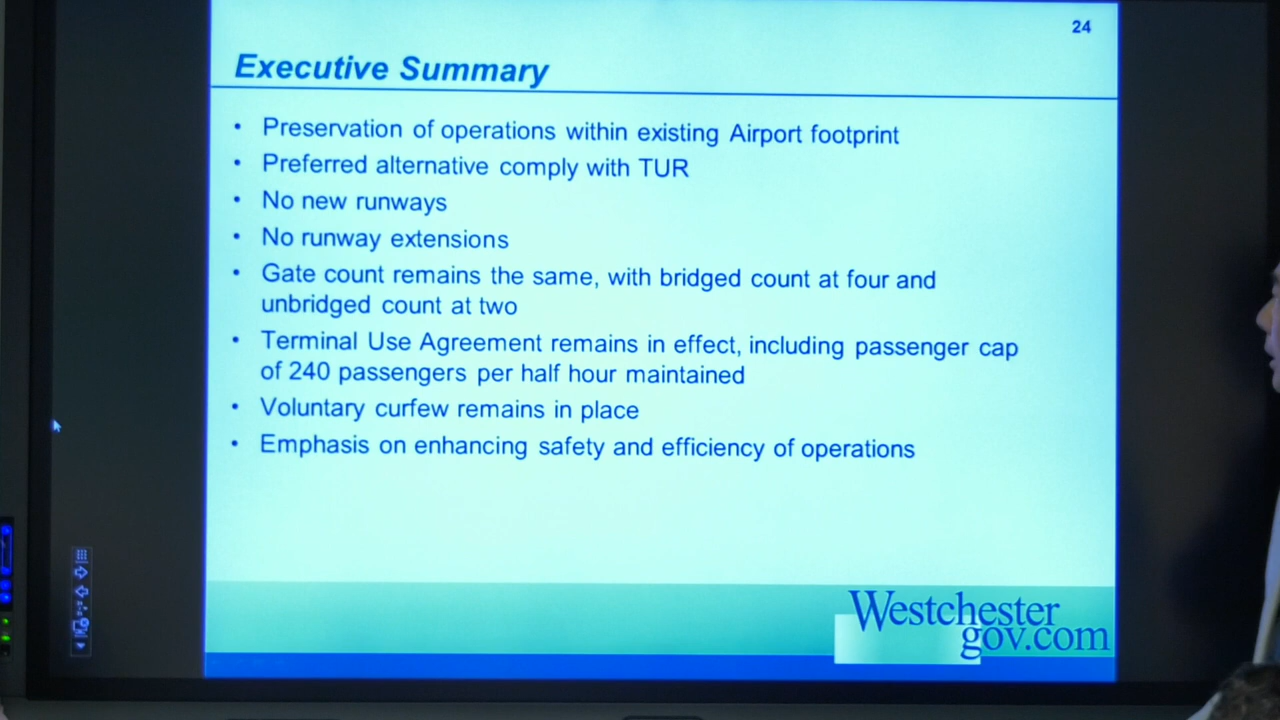 24
Executive Summary
• Preservation of operations within existing Airport footprint
• Preferred alternative comply with TUR
• No new runways
• No runway extensions
• Gate count remains the same, with bridged count at four and
unbridged count at two
• Terminal Use Agreement remains in effect, including passenger cap
of 240 passengers per half hour maintained
• Voluntary curfew remains in place
• Emphasis on enhancing safety and efficiency of operations
Westchester
gov.com